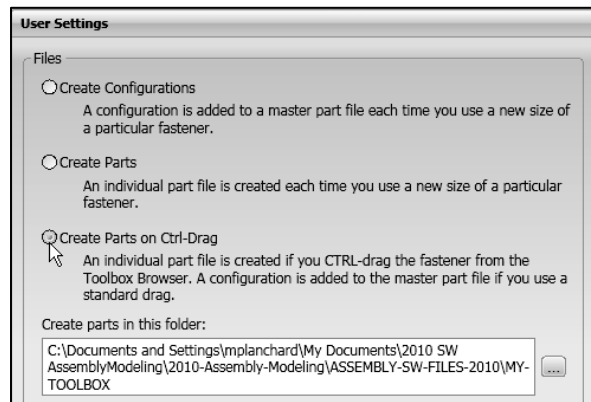 User Settings
Files
Create Configurations
A configuration is added to a master part file each time you use a new size of
a particular fastener.
Create Parts
An individual part file is created each time you use a new size of a particular
fastener.
Create Parts on Ctrl-Drag
An individual part file is created if you CTRL-drag the fastener from the
Toolbox Browser. A configuration is added to the master part file if you use a
standard drag.
Create parts in this folder:
C:\Documents and Settings\mplanchard\My Documents\2010 SW
AssemblyModeling\2010-Assembly-Modeling\ASSEMBLY-SW-FILES-2010\MY-
TOOLBOX
...